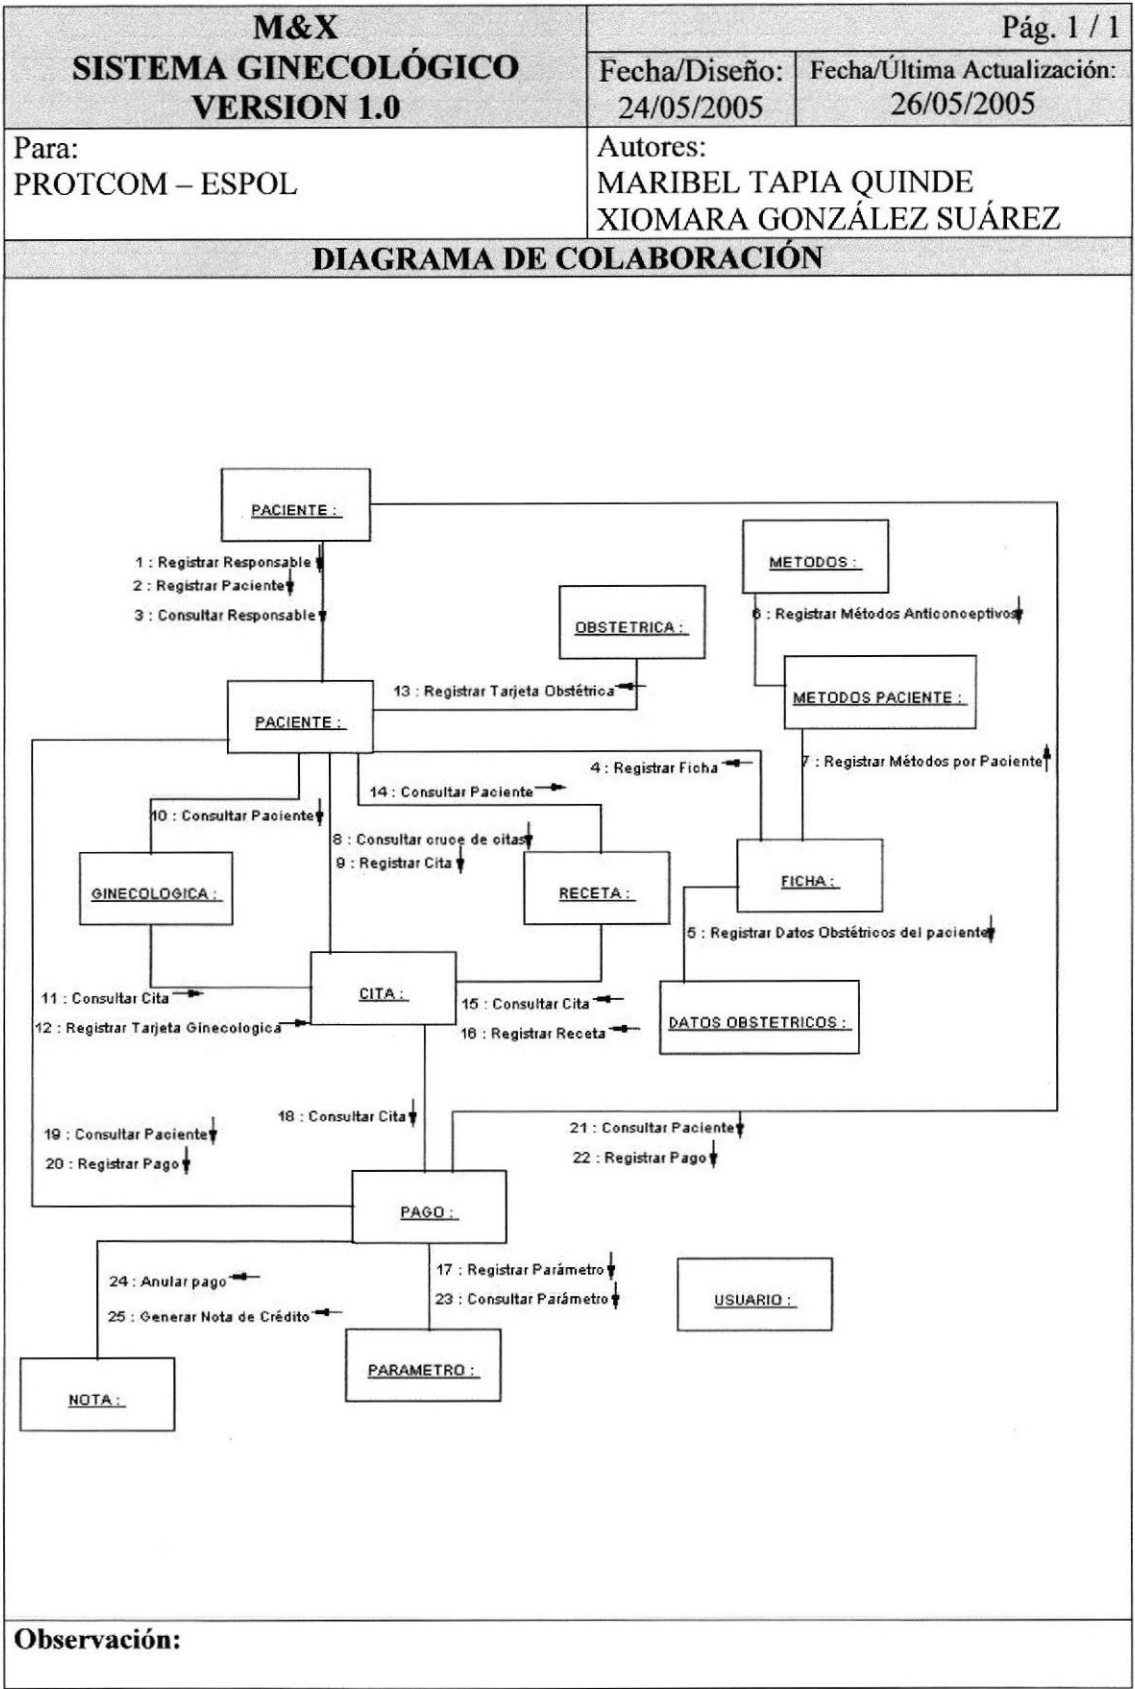 M&X
SISTEMA GINECOLÓGICO
VERSION 1.0
Pág. 1 / 1
Fecha/Diseño:
24/05/2005
Fecha/Última Actualización:
26/05/2005
Para:
PROTCOM – ESPOL
Autores:
MARIBEL TAPIA QUINDE
XIOMARA GONZÁLEZ SUÁREZ
DIAGRAMA DE COLABORACIÓN
PACIENTE :
1 : Registrar Responsable
2 : Registrar Paciente
3 : Consultar Responsable
METODOS :
6 : Registrar Métodos Anticonceptivos
OBSTETRICA :
13 : Registrar Tarjeta Obstétrica
METODOS PACIENTE :
PACIENTE :
4 : Registrar Ficha
7 : Registrar Métodos por Paciente
14 : Consultar Paciente
10 : Consultar Paciente
8 : Consultar cruce de citas
9 : Registrar Cita
GINECOLOGICA :
RECETA :
FICHA :
5 : Registrar Datos Obstétricos del paciente
CITA :
11 : Consultar Cita
12 : Registrar Tarjeta Ginecologica
15 : Consultar Cita
16 : Registrar Receta
DATOS OBSTETRICOS :
18 : Consultar Cita
19 : Consultar Paciente
20 : Registrar Pago
21 : Consultar Paciente
22 : Registrar Pago
PAGO :
24 : Anular pago
25 : Generar Nota de Crédito
17 : Registrar Parámetro
23 : Consultar Parámetro
USUARIO :
NOTA :
PARAMETRO :
Observación: